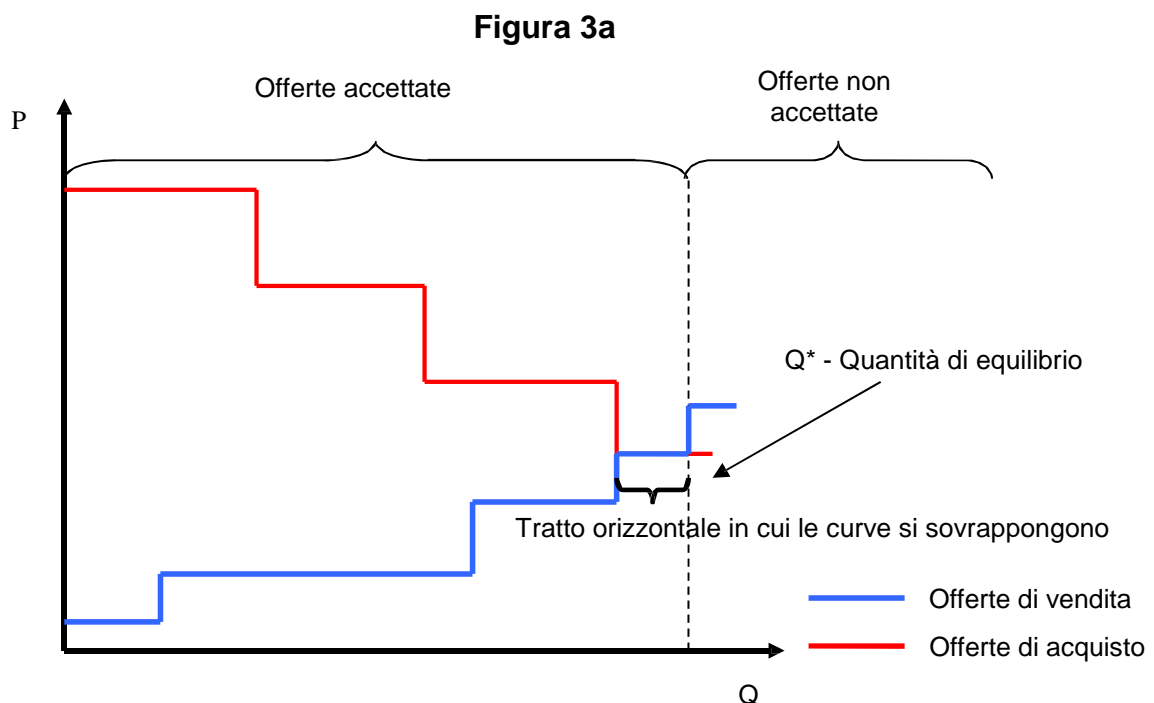 Figura 3a
Offerte accettate
Offerte non
accettate
P
Q* - Quantità di equilibrio
Tratto orizzontale in cui le curve si sovrappongono
Offerte di vendita
Offerte di acquisto
Q